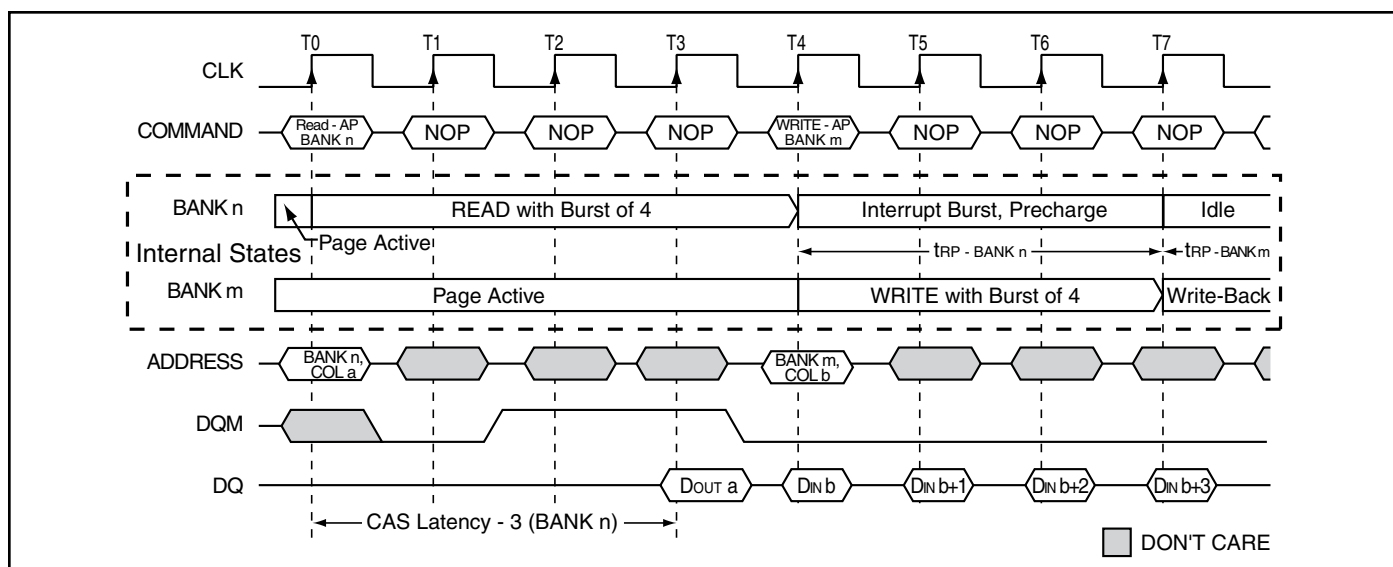 T0 T1 T2 T3 T4 T5 T6 T7
CLK
COMMAND Read - AP BANK n NOP NOP NOP WRITE - AP BANK m NOP NOP NOP
BANK n READ with Burst of 4 Interrupt Burst, Precharge Idle
Page Active tRP - BANK n tRP - BANK m
Internal States
BANK m Page Active WRITE with Burst of 4 Write-Back
ADDRESS BANK n, COL a BANK m, COL b
DQM
DQ DOUT a DIN b DIN b+1 DIN b+2 DIN b+3
CAS Latency - 3 (BANK n)
DON'T CARE